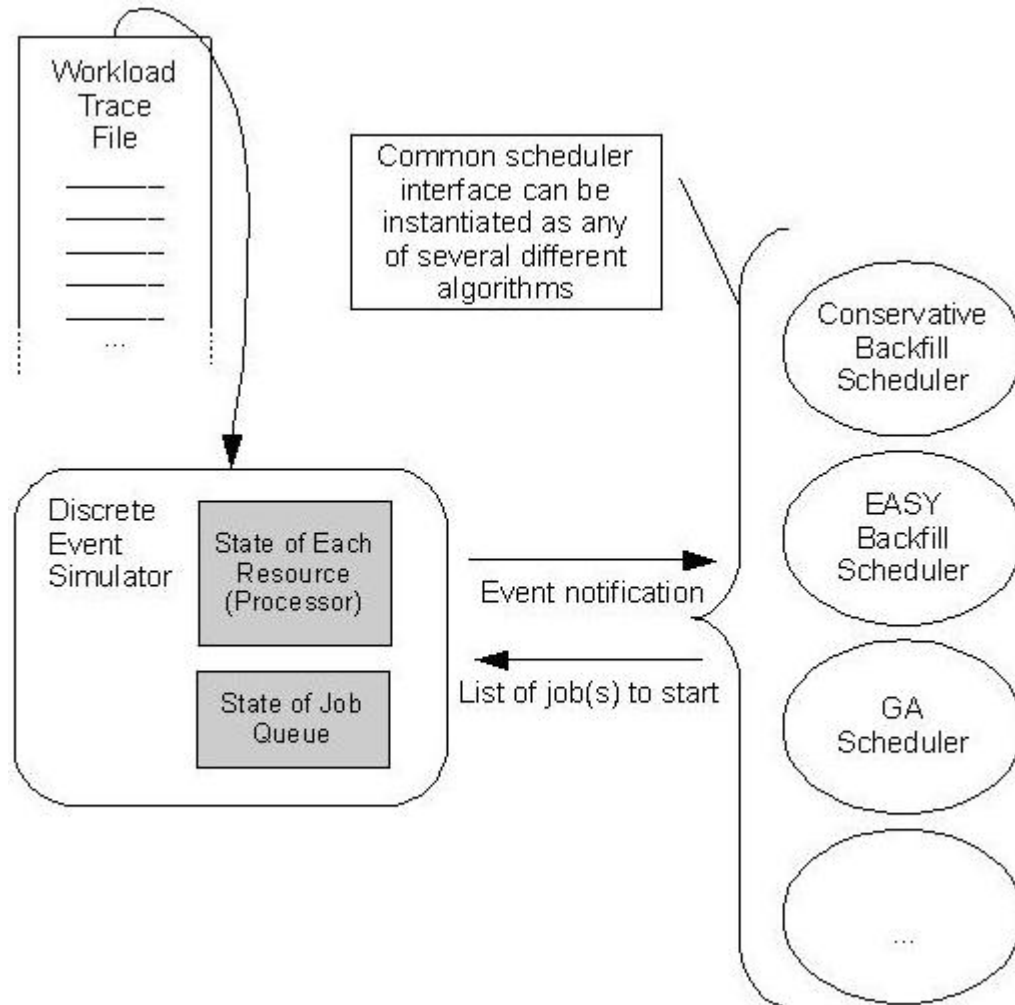 Workload
Trace
File
...
Common scheduler
interface can be
instantiated as any
of several different
algorithms
Conservative
Backfill
Scheduler
Discrete
Event
Simulator
State of Each
Resource
(Processor)
State of Job
Queue
Event notification
List of job(s) to start
EASY
Backfill
Scheduler
GA
Scheduler
...